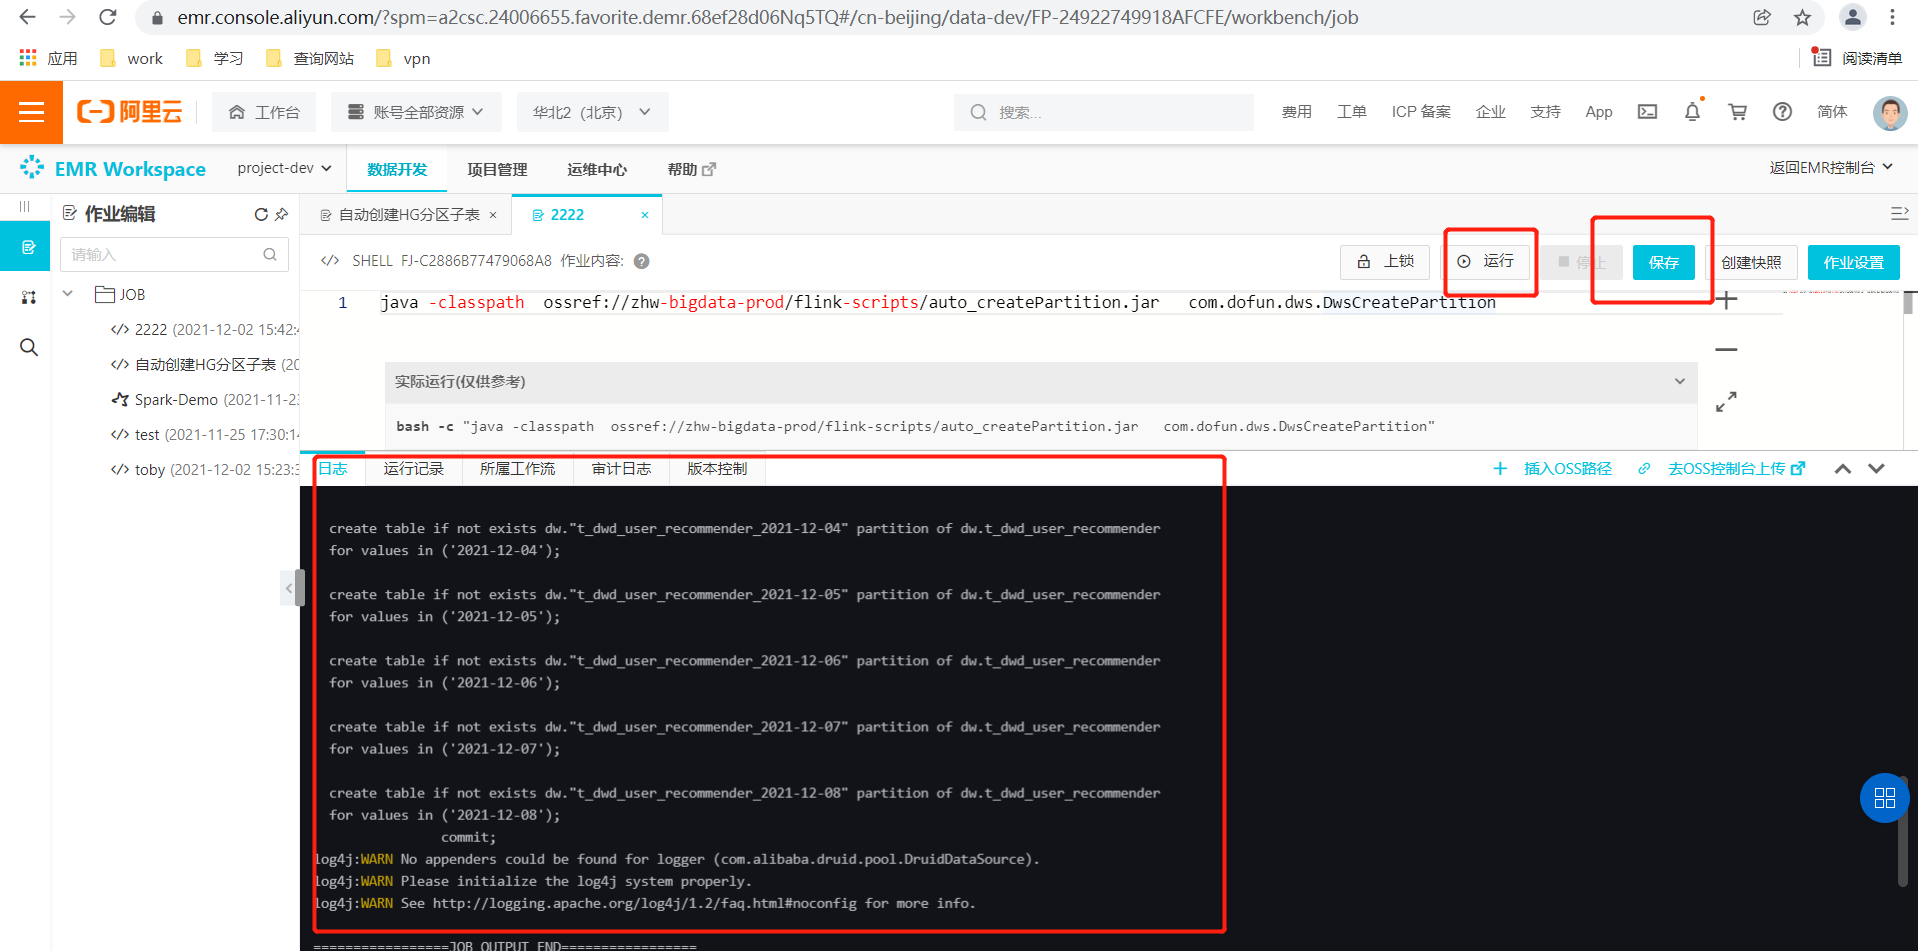 emr.console.aliyun.com/?spm=a2csc.24006655.favorite.demr.68ef28d06Nq5TQ#/cn-beijing/data-dev/FP-24922749918AFCFE/workbench/job
应用 work 学习 查询网站 vpn 阅读清单
阿里云 工作台 账号全部资源 华北2（北京） 搜索... 费用 工单 ICP 备案 企业 支持 App 简体
EMR Workspace project-dev 数据开发 项目管理 运维中心 帮助 返回EMR控制台
作业编辑 自动创建HG分区子表 × 2222 ×
请输入
SHELL FJ-C2886B77479068A8 作业内容: 上锁 运行 停止 保存 创建快照 作业设置
JOB
2222 (2021-12-02 15:42:4
自动创建HG分区子表 (20
Spark-Demo (2021-11-23
test (2021-11-25 17:30:14
toby (2021-12-02 15:23:3
1 java -classpath ossref://zhw-bigdata-prod/flink-scripts/auto_createPartition.jar com.dofun.dws.DwsCreatePartition
实际运行(仅供参考)
bash -c "java -classpath ossref://zhw-bigdata-prod/flink-scripts/auto_createPartition.jar com.dofun.dws.DwsCreatePartition"
日志 运行记录 所属工作流 审计日志 版本控制 插入OSS路径 去OSS控制台上传
create table if not exists dw."t_dwd_user_recommender_2021-12-04" partition of dw.t_dwd_user_recommender
for values in ('2021-12-04');
create table if not exists dw."t_dwd_user_recommender_2021-12-05" partition of dw.t_dwd_user_recommender
for values in ('2021-12-05');
create table if not exists dw."t_dwd_user_recommender_2021-12-06" partition of dw.t_dwd_user_recommender
for values in ('2021-12-06');
create table if not exists dw."t_dwd_user_recommender_2021-12-07" partition of dw.t_dwd_user_recommender
for values in ('2021-12-07');
create table if not exists dw."t_dwd_user_recommender_2021-12-08" partition of dw.t_dwd_user_recommender
for values in ('2021-12-08');
commit;
log4j:WARN No appenders could be found for logger (com.alibaba.druid.pool.DruidDataSource).
log4j:WARN Please initialize the log4j system properly.
log4j:WARN See http://logging.apache.org/log4j/1.2/faq.html#noconfig for more info.
=================JOB OUTPUT END=================